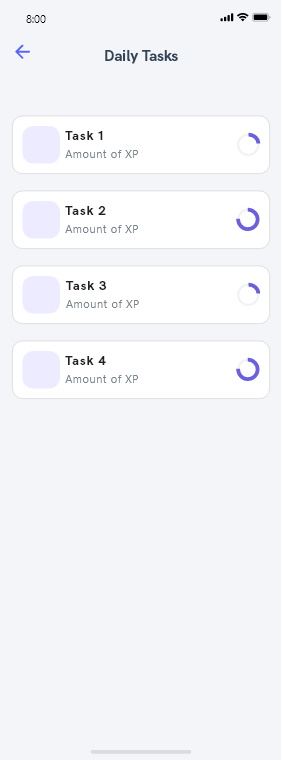 8:00
Daily Tasks
Task 1
Amount of XP
Task 2
Amount of XP
Task 3
Amount of XP
Task 4
Amount of XP